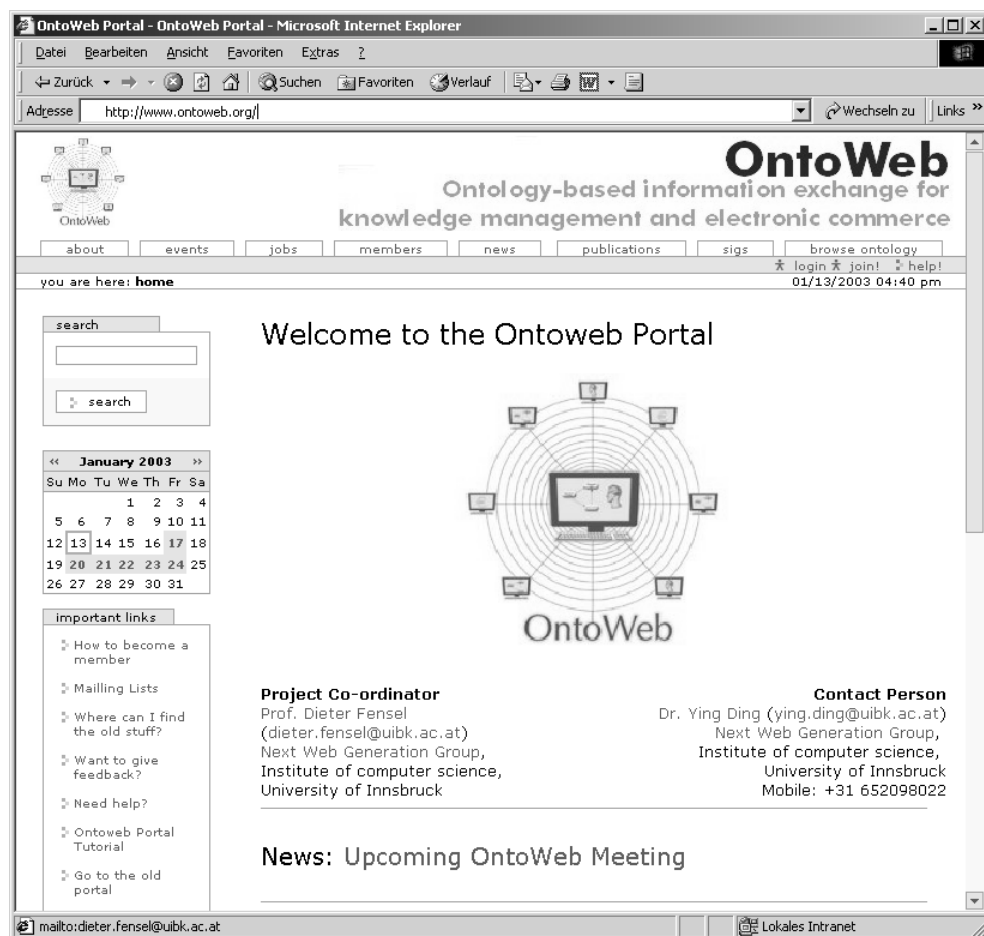 OntoWeb Portal - OntoWeb Portal - Microsoft Internet Explorer
Datei Bearbeiten Ansicht Favoriten Extras ?
Zurück Suchen Favoriten Verlauf
Adresse http://www.ontoweb.org/ Wechseln zu Links »
OntoWeb
OntoWeb
Ontology-based information exchange for
knowledge management and electronic commerce
about events jobs members news publications sigs browse ontology
login join! help!
you are here: home 01/13/2003 04:40 pm
search
search
‹‹ January 2003 ››
Su Mo Tu We Th Fr Sa
1 2 3 4
5 6 7 8 9 10 11
12 13 14 15 16 17 18
19 20 21 22 23 24 25
26 27 28 29 30 31
important links
How to become a
member
Mailling Lists
Where can I find
the old stuff?
Want to give
feedback?
Need help?
Ontoweb Portal
Tutorial
Go to the old
portal
Welcome to the Ontoweb Portal
OntoWeb
Project Co-ordinator
Prof. Dieter Fensel
(dieter.fensel@uibk.ac.at)
Next Web Generation Group,
Institute of computer science,
University of Innsbruck
Contact Person
Dr. Ying Ding (ying.ding@uibk.ac.at)
Next Web Generation Group,
Institute of computer science,
University of Innsbruck
Mobile: +31 652098022
News: Upcoming OntoWeb Meeting
mailto:dieter.fensel@uibk.ac.at Lokales Intranet